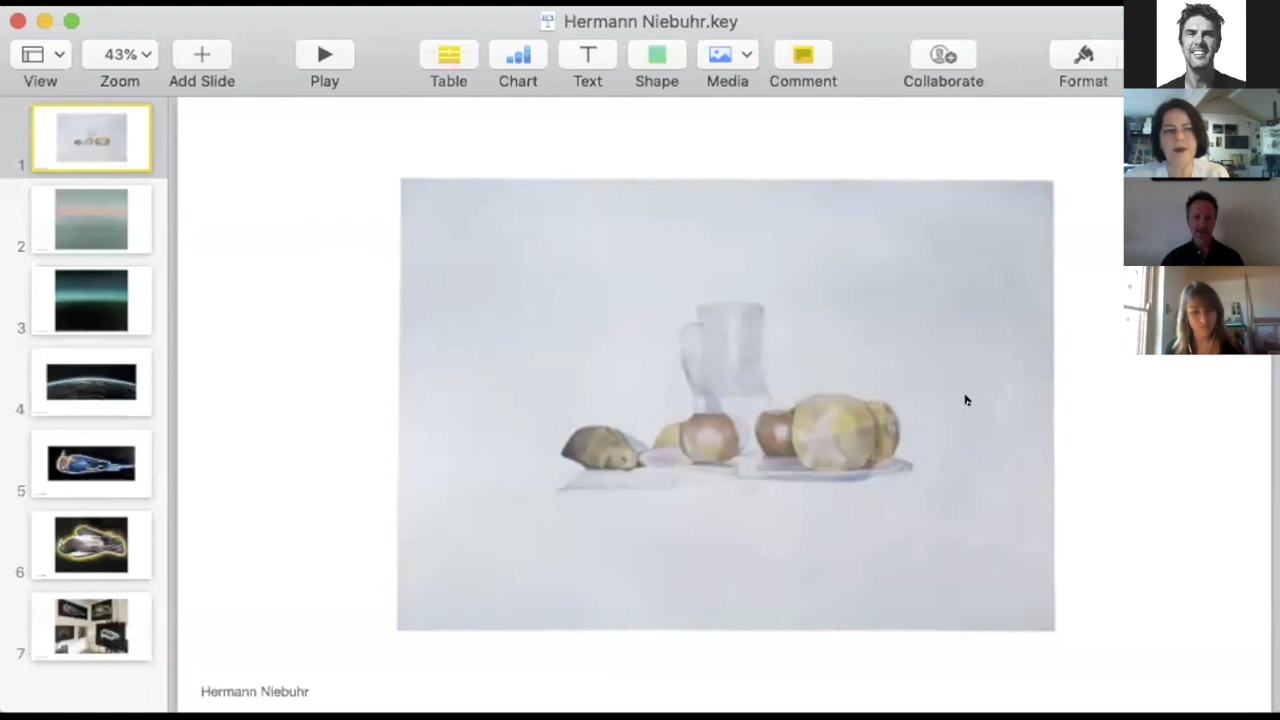 Hermann Niebuhr.key
View
43%
Zoom
Add Slide
Play
Table
Chart
T
Text
Shape
Media
Comment
Collaborate
Format
1
2
3
4
5
6
7
Hermann Niebuhr